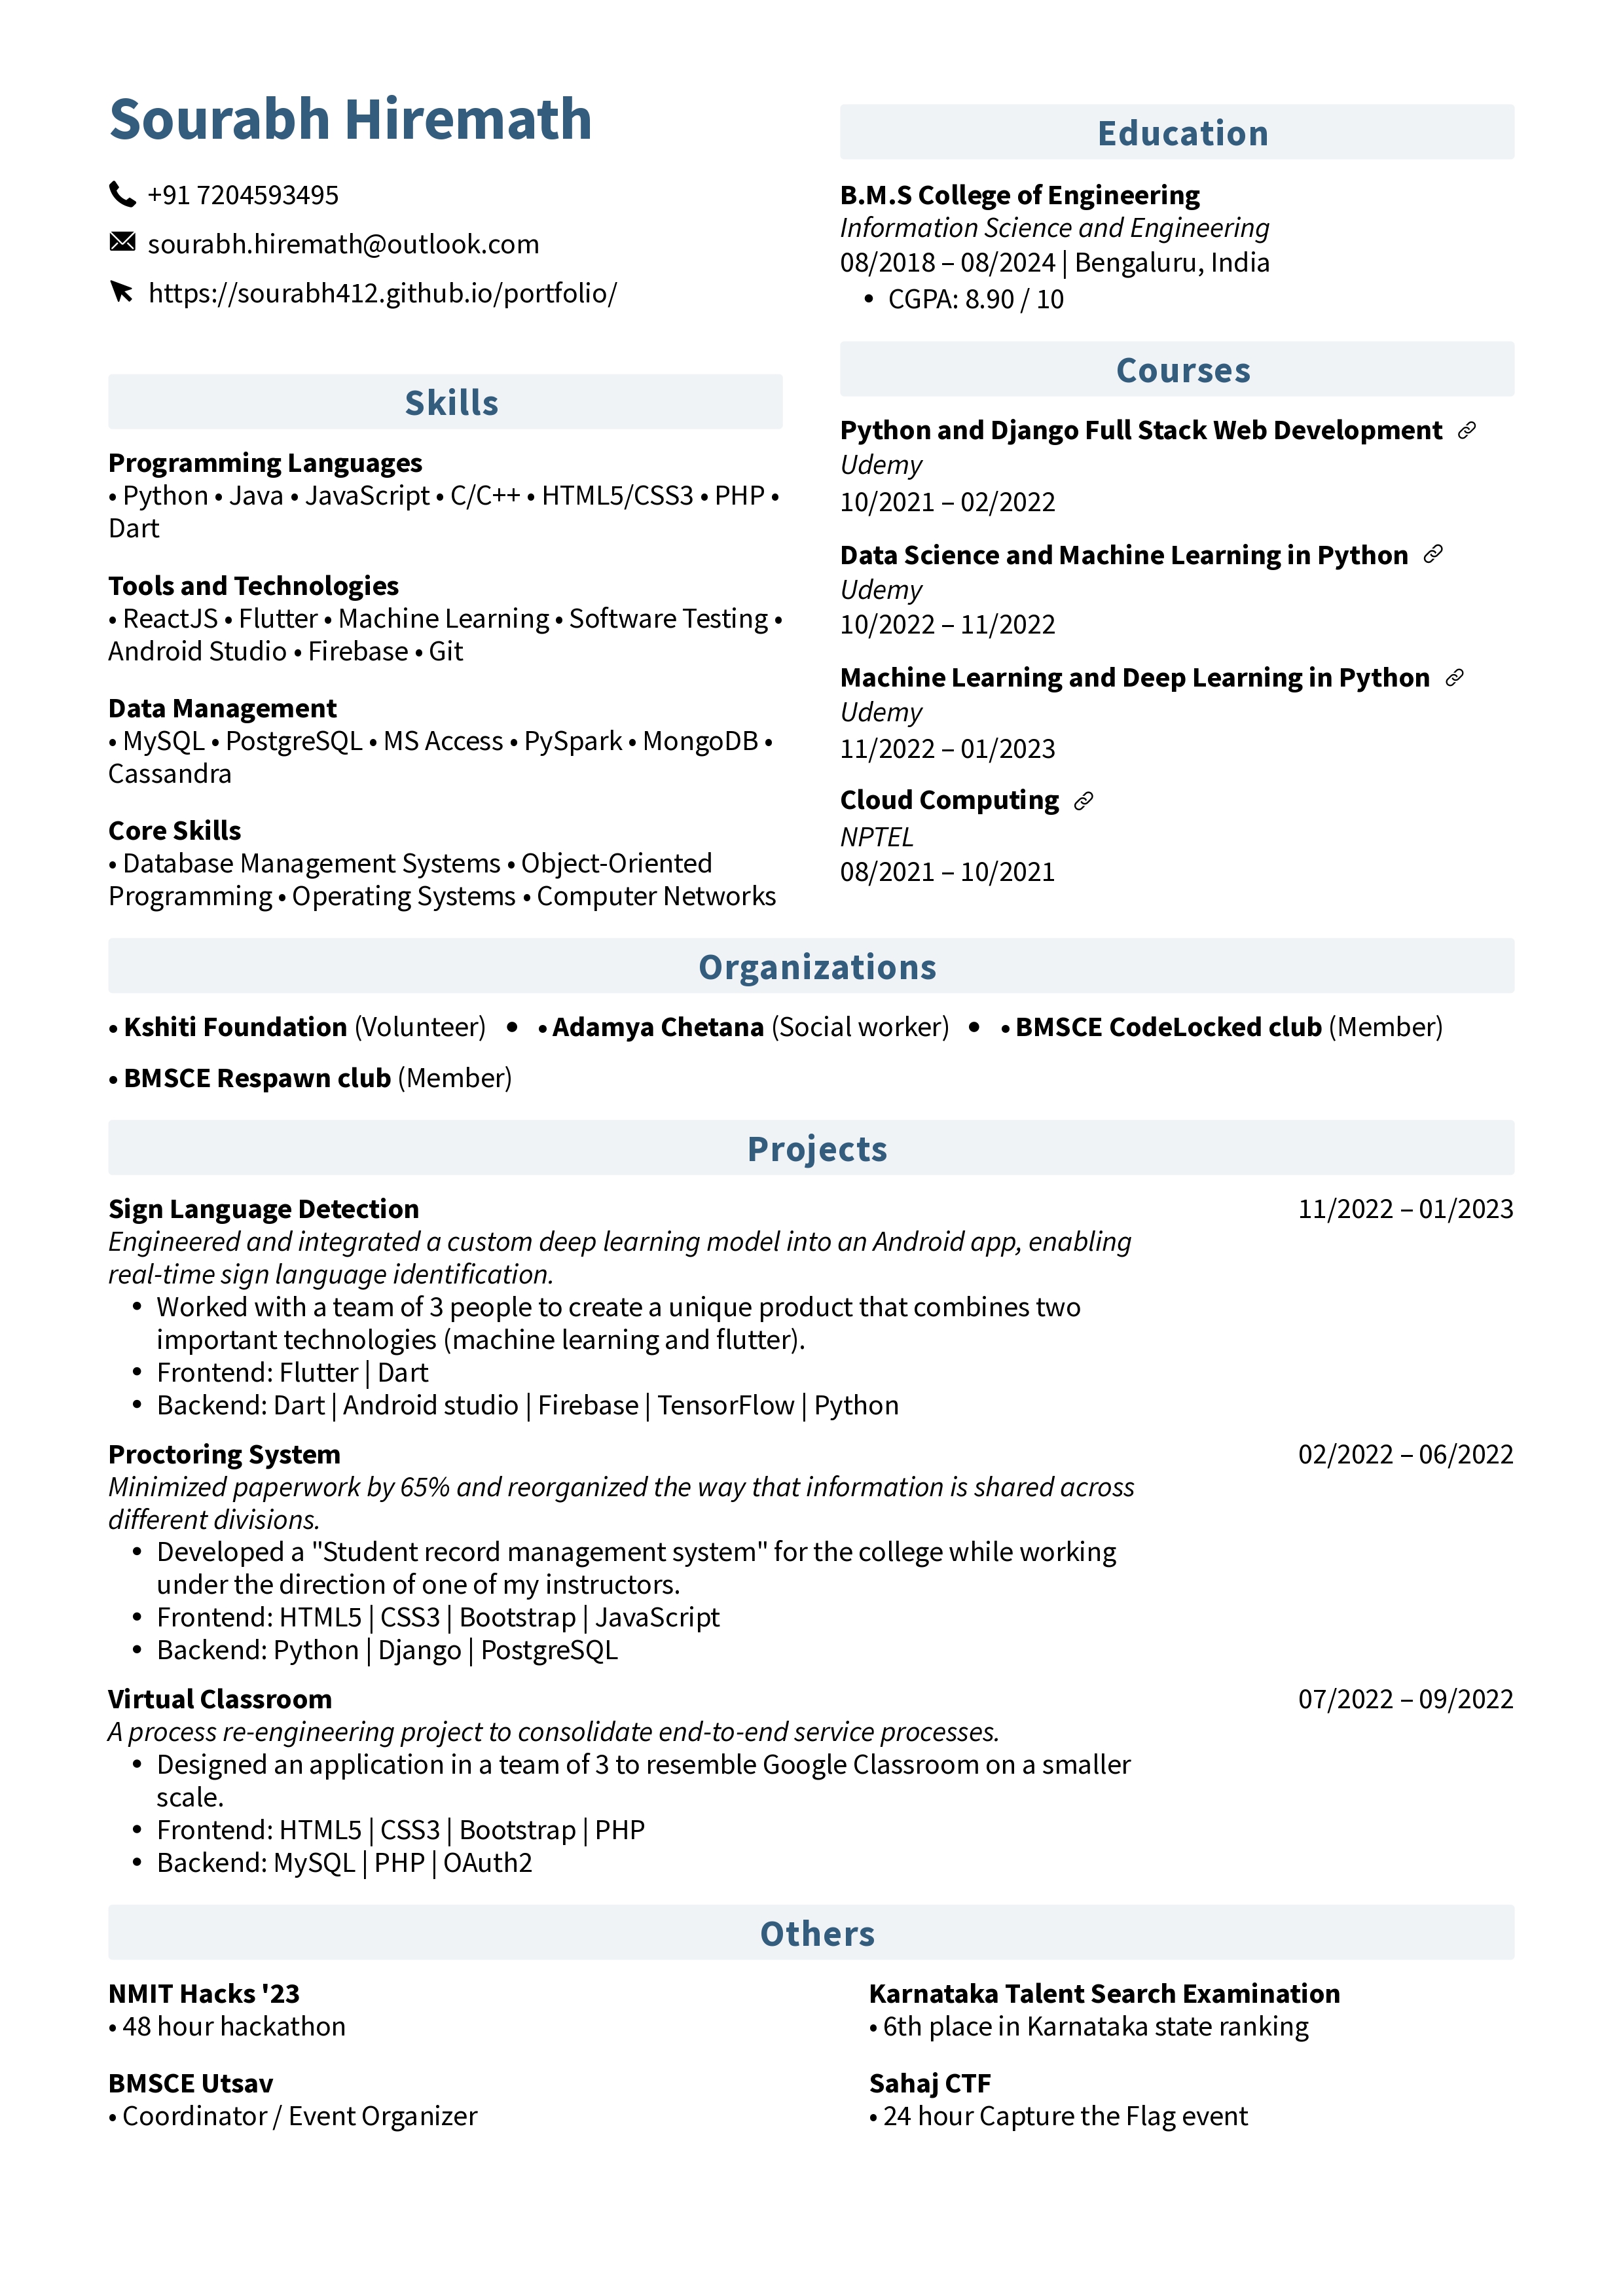 Sourabh Hiremath
+91 7204593495
sourabh.hiremath@outlook.com
https://sourabh412.github.io/portfolio/
Skills
Programming Languages
• Python • Java • JavaScript • C/C++ • HTML5/CSS3 • PHP •
Dart
Tools and Technologies
• ReactJS • Flutter • Machine Learning • Software Testing •
Android Studio • Firebase • Git
Data Management
• MySQL • PostgreSQL • MS Access • PySpark • MongoDB •
Cassandra
Core Skills
• Database Management Systems • Object-Oriented
Programming • Operating Systems • Computer Networks
Education
B.M.S College of Engineering
Information Science and Engineering
08/2018 – 08/2024 | Bengaluru, India
• CGPA: 8.90 / 10
Courses
Python and Django Full Stack Web Development
Udemy
10/2021 – 02/2022
Data Science and Machine Learning in Python
Udemy
10/2022 – 11/2022
Machine Learning and Deep Learning in Python
Udemy
11/2022 – 01/2023
Cloud Computing
NPTEL
08/2021 – 10/2021
Organizations
• Kshiti Foundation (Volunteer) • • Adamya Chetana (Social worker) • • BMSCE CodeLocked club (Member)
• BMSCE Respawn club (Member)
Projects
Sign Language Detection 11/2022 – 01/2023
Engineered and integrated a custom deep learning model into an Android app, enabling
real-time sign language identification.
• Worked with a team of 3 people to create a unique product that combines two
important technologies (machine learning and flutter).
• Frontend: Flutter | Dart
• Backend: Dart | Android studio | Firebase | TensorFlow | Python
Proctoring System 02/2022 – 06/2022
Minimized paperwork by 65% and reorganized the way that information is shared across
different divisions.
• Developed a "Student record management system" for the college while working
under the direction of one of my instructors.
• Frontend: HTML5 | CSS3 | Bootstrap | JavaScript
• Backend: Python | Django | PostgreSQL
Virtual Classroom 07/2022 – 09/2022
A process re-engineering project to consolidate end-to-end service processes.
• Designed an application in a team of 3 to resemble Google Classroom on a smaller
scale.
• Frontend: HTML5 | CSS3 | Bootstrap | PHP
• Backend: MySQL | PHP | OAuth2
Others
NMIT Hacks '23
• 48 hour hackathon
BMSCE Utsav
• Coordinator / Event Organizer
Karnataka Talent Search Examination
• 6th place in Karnataka state ranking
Sahaj CTF
• 24 hour Capture the Flag event